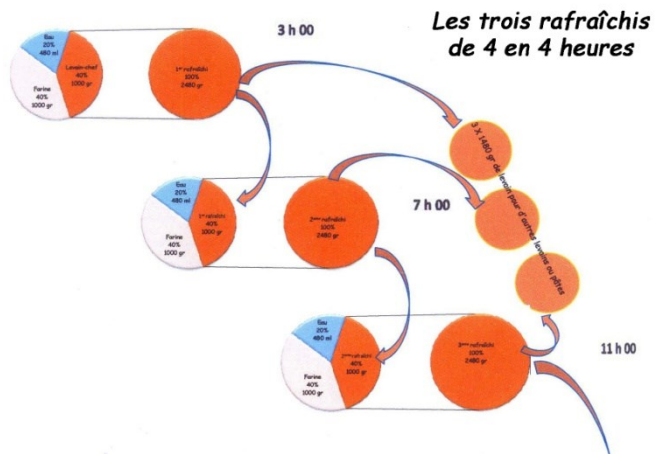 Les trois rafraîchis
de 4 en 4 heures
3 h 00
Eau
20%
480 ml
Levain-chef
40%
1000 gr
Farine
40%
1000 gr
1er rafraîchi
100%
2480 gr
3 X 1480 gr de levain pour d'autres levains ou pâtes
7 h 00
Eau
20%
480 ml
1er rafraîchi
40%
1000 gr
Farine
40%
1000 gr
2ème rafraîchi
100%
2480 gr
11 h 00
Eau
20%
480 ml
2ème rafraîchi
40%
1000 gr
Farine
40%
1000 gr
3ème rafraîchi
100%
2480 gr